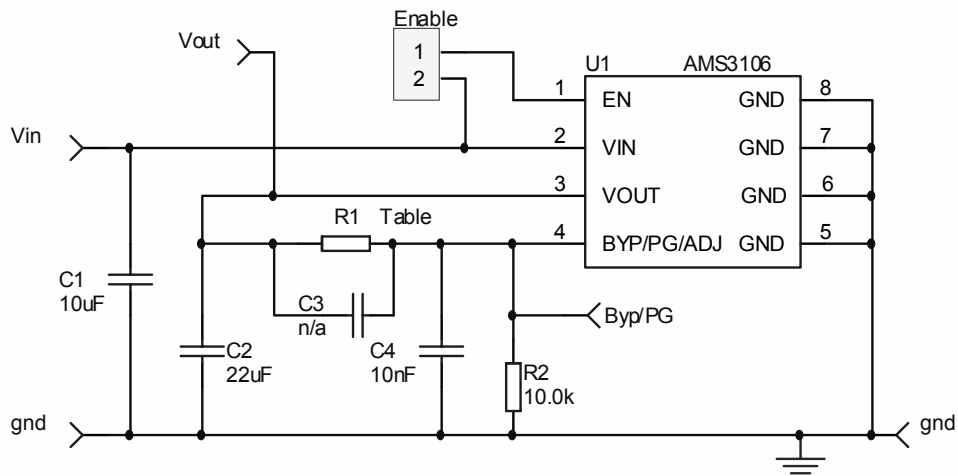 Enable
Vout
1
2
U1 AMS3106
1 EN GND 8
Vin
2 VIN GND 7
3 VOUT GND 6
R1 Table
4 BYP/PG/ADJ GND 5
C1
10uF
C3
n/a
Byp/PG
C2
22uF
C4
10nF
R2
10.0k
gnd
gnd